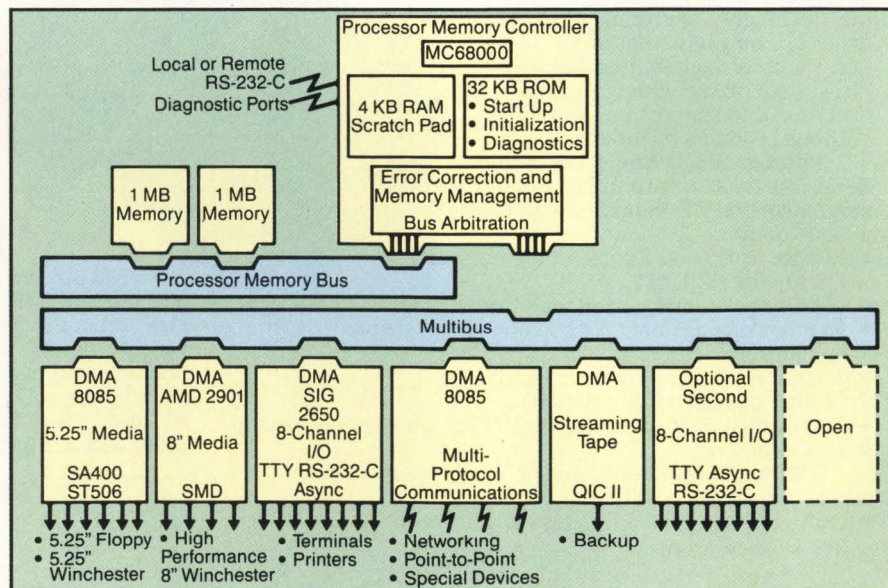 Processor Memory Controller
MC68000
Local or Remote
RS-232-C
Diagnostic Ports
4 KB RAM
Scratch Pad
32 KB ROM
• Start Up
• Initialization
• Diagnostics
Error Correction and
Memory Management
Bus Arbitration
1 MB
Memory
1 MB
Memory
Processor Memory Bus
Multibus
DMA
8085
5.25" Media
SA400
ST506
• 5.25" Floppy
• 5.25"
Winchester
DMA
AMD 2901
8" Media
SMD
• High
Performance
8" Winchester
DMA
SIG
2650
8-Channel
I/O
TTY RS-232-C
Async
• Terminals
• Printers
DMA
8085
Multi-
Protocol
Communications
• Networking
• Point-to-Point
• Special Devices
DMA
Streaming
Tape
QIC II
• Backup
Optional
Second
8-Channel I/O
TTY Async
RS-232-C
Open